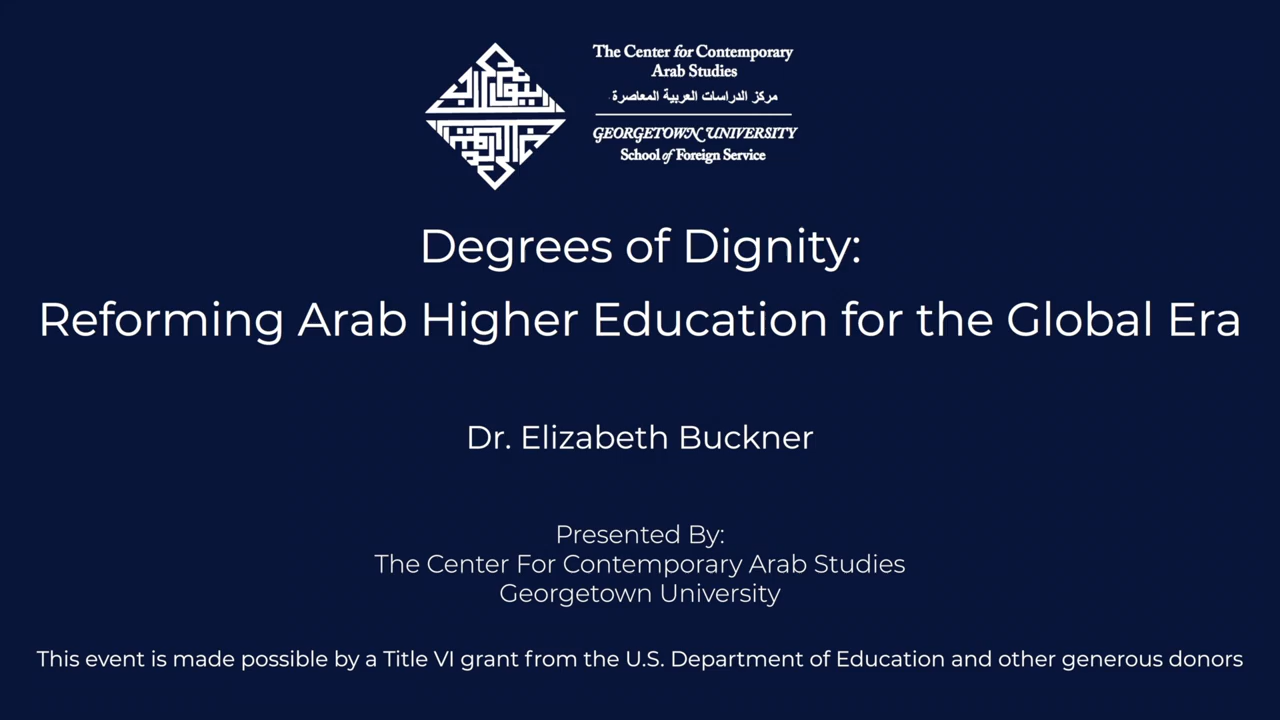 The Center for Contemporary
Arab Studies
مركز الدراسات العربية المعاصرة
GEORGETOWN UNIVERSITY
School of Foreign Service
Degrees of Dignity:
Reforming Arab Higher Education for the Global Era
Dr. Elizabeth Buckner
Presented By:
The Center For Contemporary Arab Studies
Georgetown University
This event is made possible by a Title VI grant from the U.S. Department of Education and other generous donors